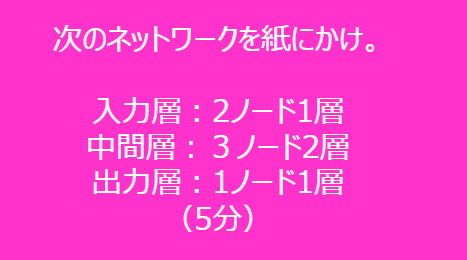 次のネットワークを紙にかけ。
入力層：2ノード1層
中間層：３ノード2層
出力層：1ノード1層
（5分）